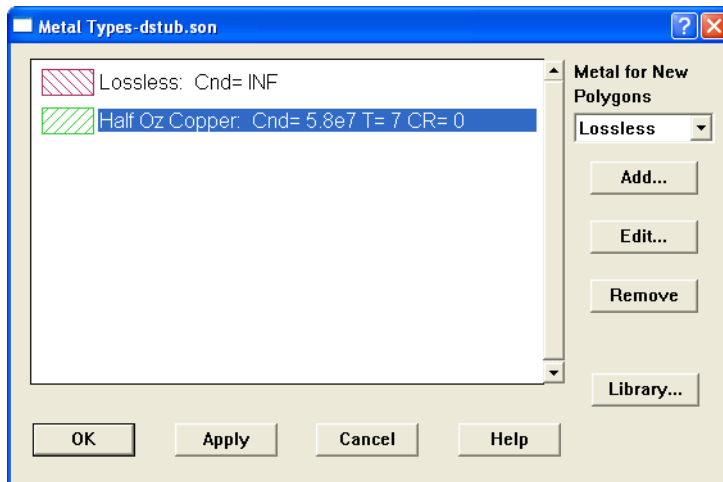 Metal Types-dstub.son
Lossless: Cnd= INF
Half Oz Copper: Cnd= 5.8e7 T= 7 CR= 0
Metal for New
Polygons
Lossless
Add...
Edit...
Remove
Library...
OK
Apply
Cancel
Help